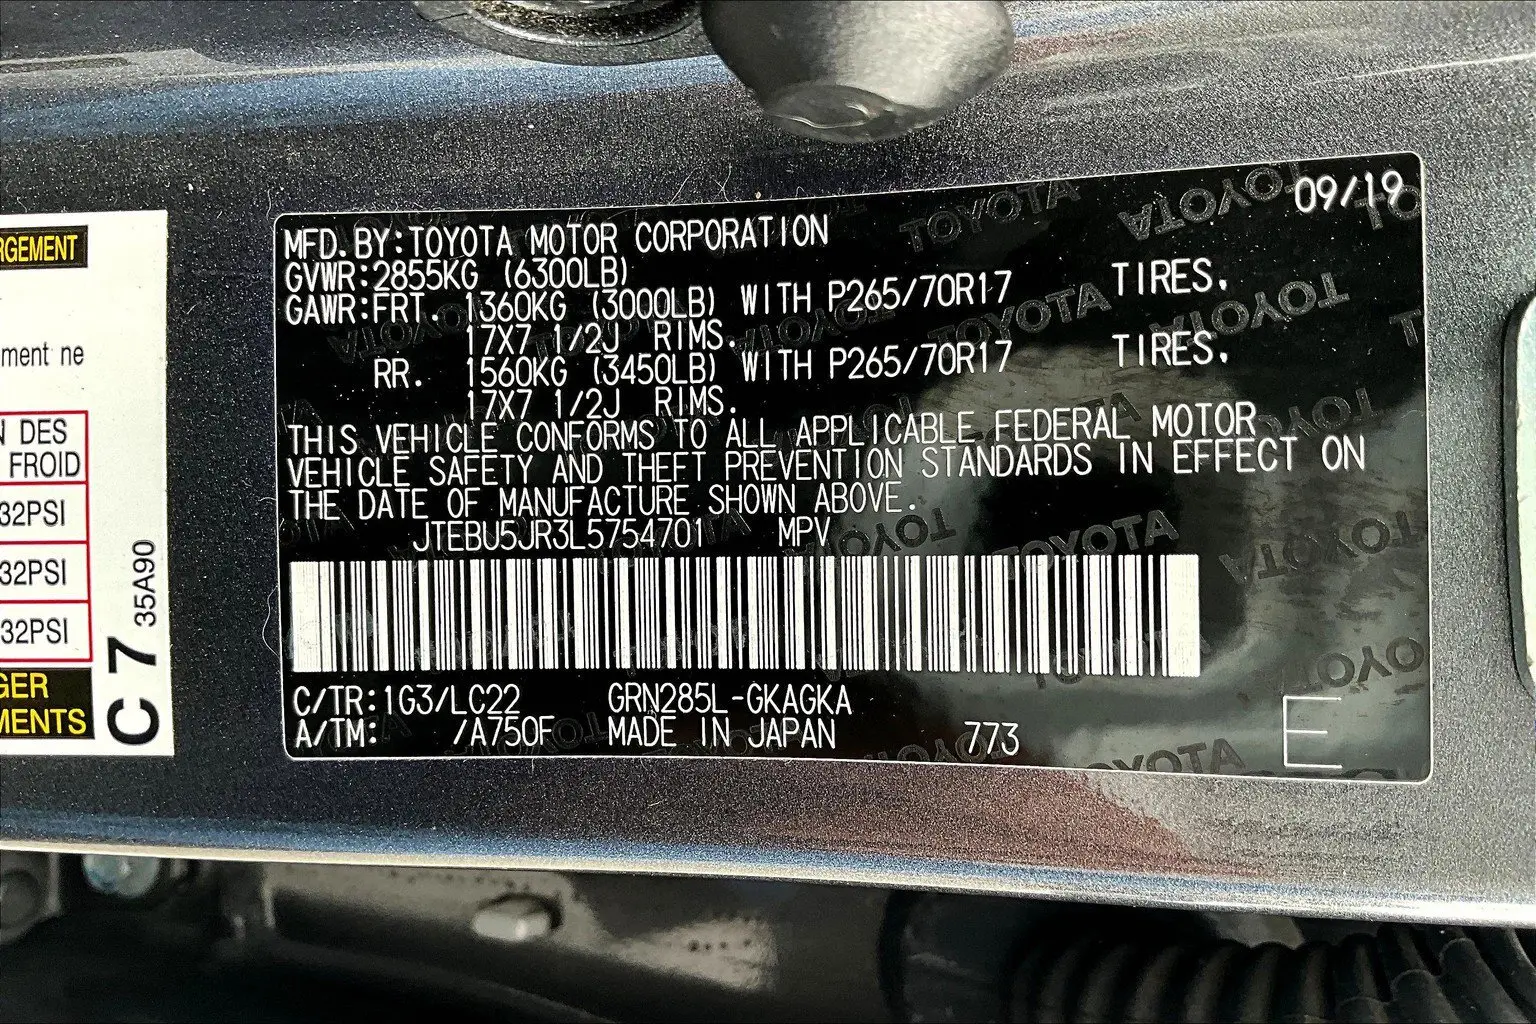 RGEMENT
ment ne
N DES
FROID
32PSI
32PSI
32PSI
GER
MENTS
C 7 35A90
09/19
MFD.BY:TOYOTA MOTOR CORPORATION
GVWR:2855KG (6300LB)
GAWR:FRT. 1360KG (3000LB) WITH P265/70R17 TIRES,
17X7 1/2J RIMS.
RR. 1560KG (3450LB) WITH P265/70R17 TIRES,
17X7 1/2J RIMS.
THIS VEHICLE CONFORMS TO ALL APPLICABLE FEDERAL MOTOR
VEHICLE SAFETY AND THEFT PREVENTION STANDARDS IN EFFECT ON
THE DATE OF MANUFACTURE SHOWN ABOVE.
JTEBU5JR3L5754701 MPV
C/TR:1G3/LC22 GRN285L-GKAGKA
A/TM: /A750F MADE IN JAPAN 773
E
TOYOTA